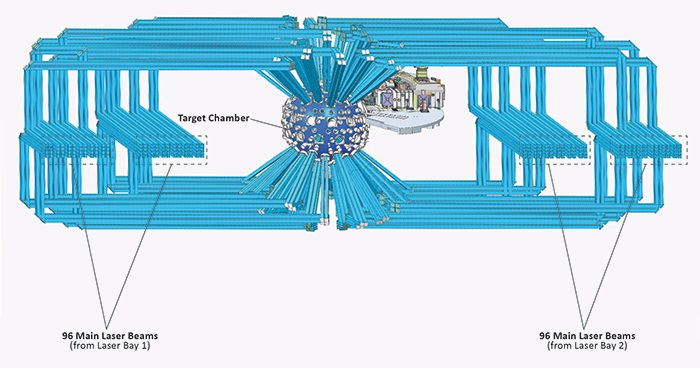 Target Chamber
96 Main Laser Beams
(from Laser Bay 1)
96 Main Laser Beams
(from Laser Bay 2)